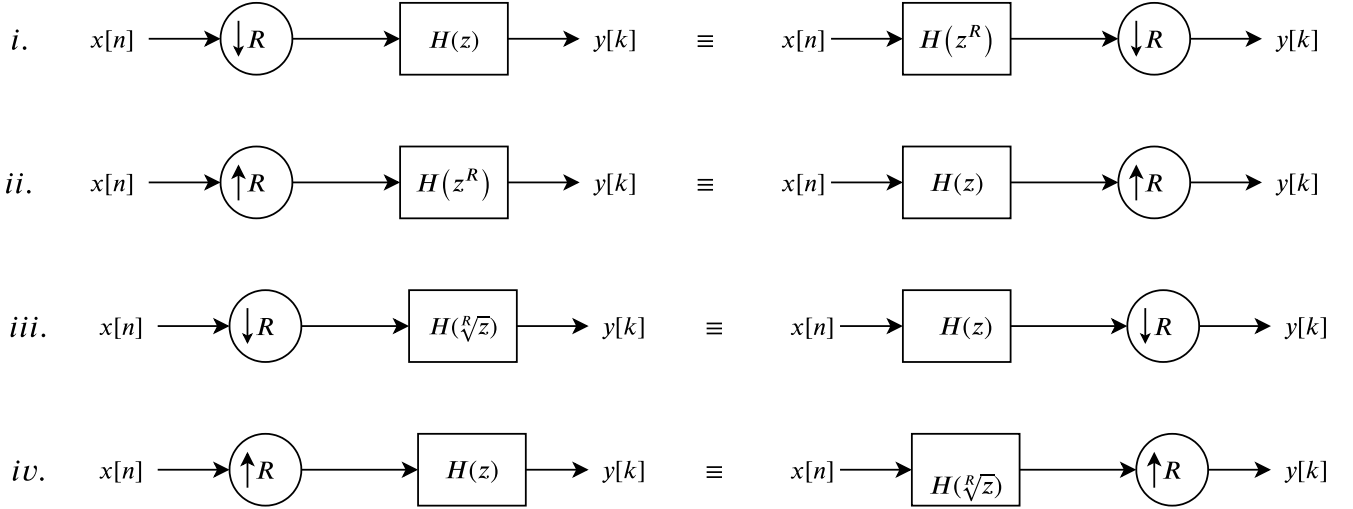 i. x[n] ↓R H(z) y[k] ≡ x[n] H(z^R) ↓R y[k]
ii. x[n] ↑R H(z^R) y[k] ≡ x[n] H(z) ↑R y[k]
iii. x[n] ↓R H(ᴿ√z) y[k] ≡ x[n] H(z) ↓R y[k]
iv. x[n] ↑R H(z) y[k] ≡ x[n] H(ᴿ√z) ↑R y[k]